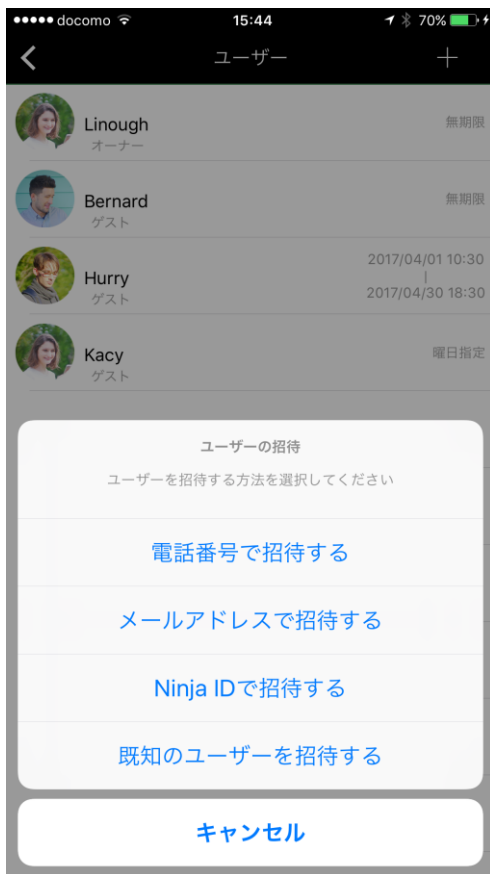 docomo 15:44 70%
ユーザー
Linough 無期限
オーナー
Bernard 無期限
ゲスト
2017/04/01 10:30
Hurry |
ゲスト 2017/04/30 18:30
Kacy 曜日指定
ゲスト
ユーザーの招待
ユーザーを招待する方法を選択してください
電話番号で招待する
メールアドレスで招待する
Ninja IDで招待する
既知のユーザーを招待する
キャンセル